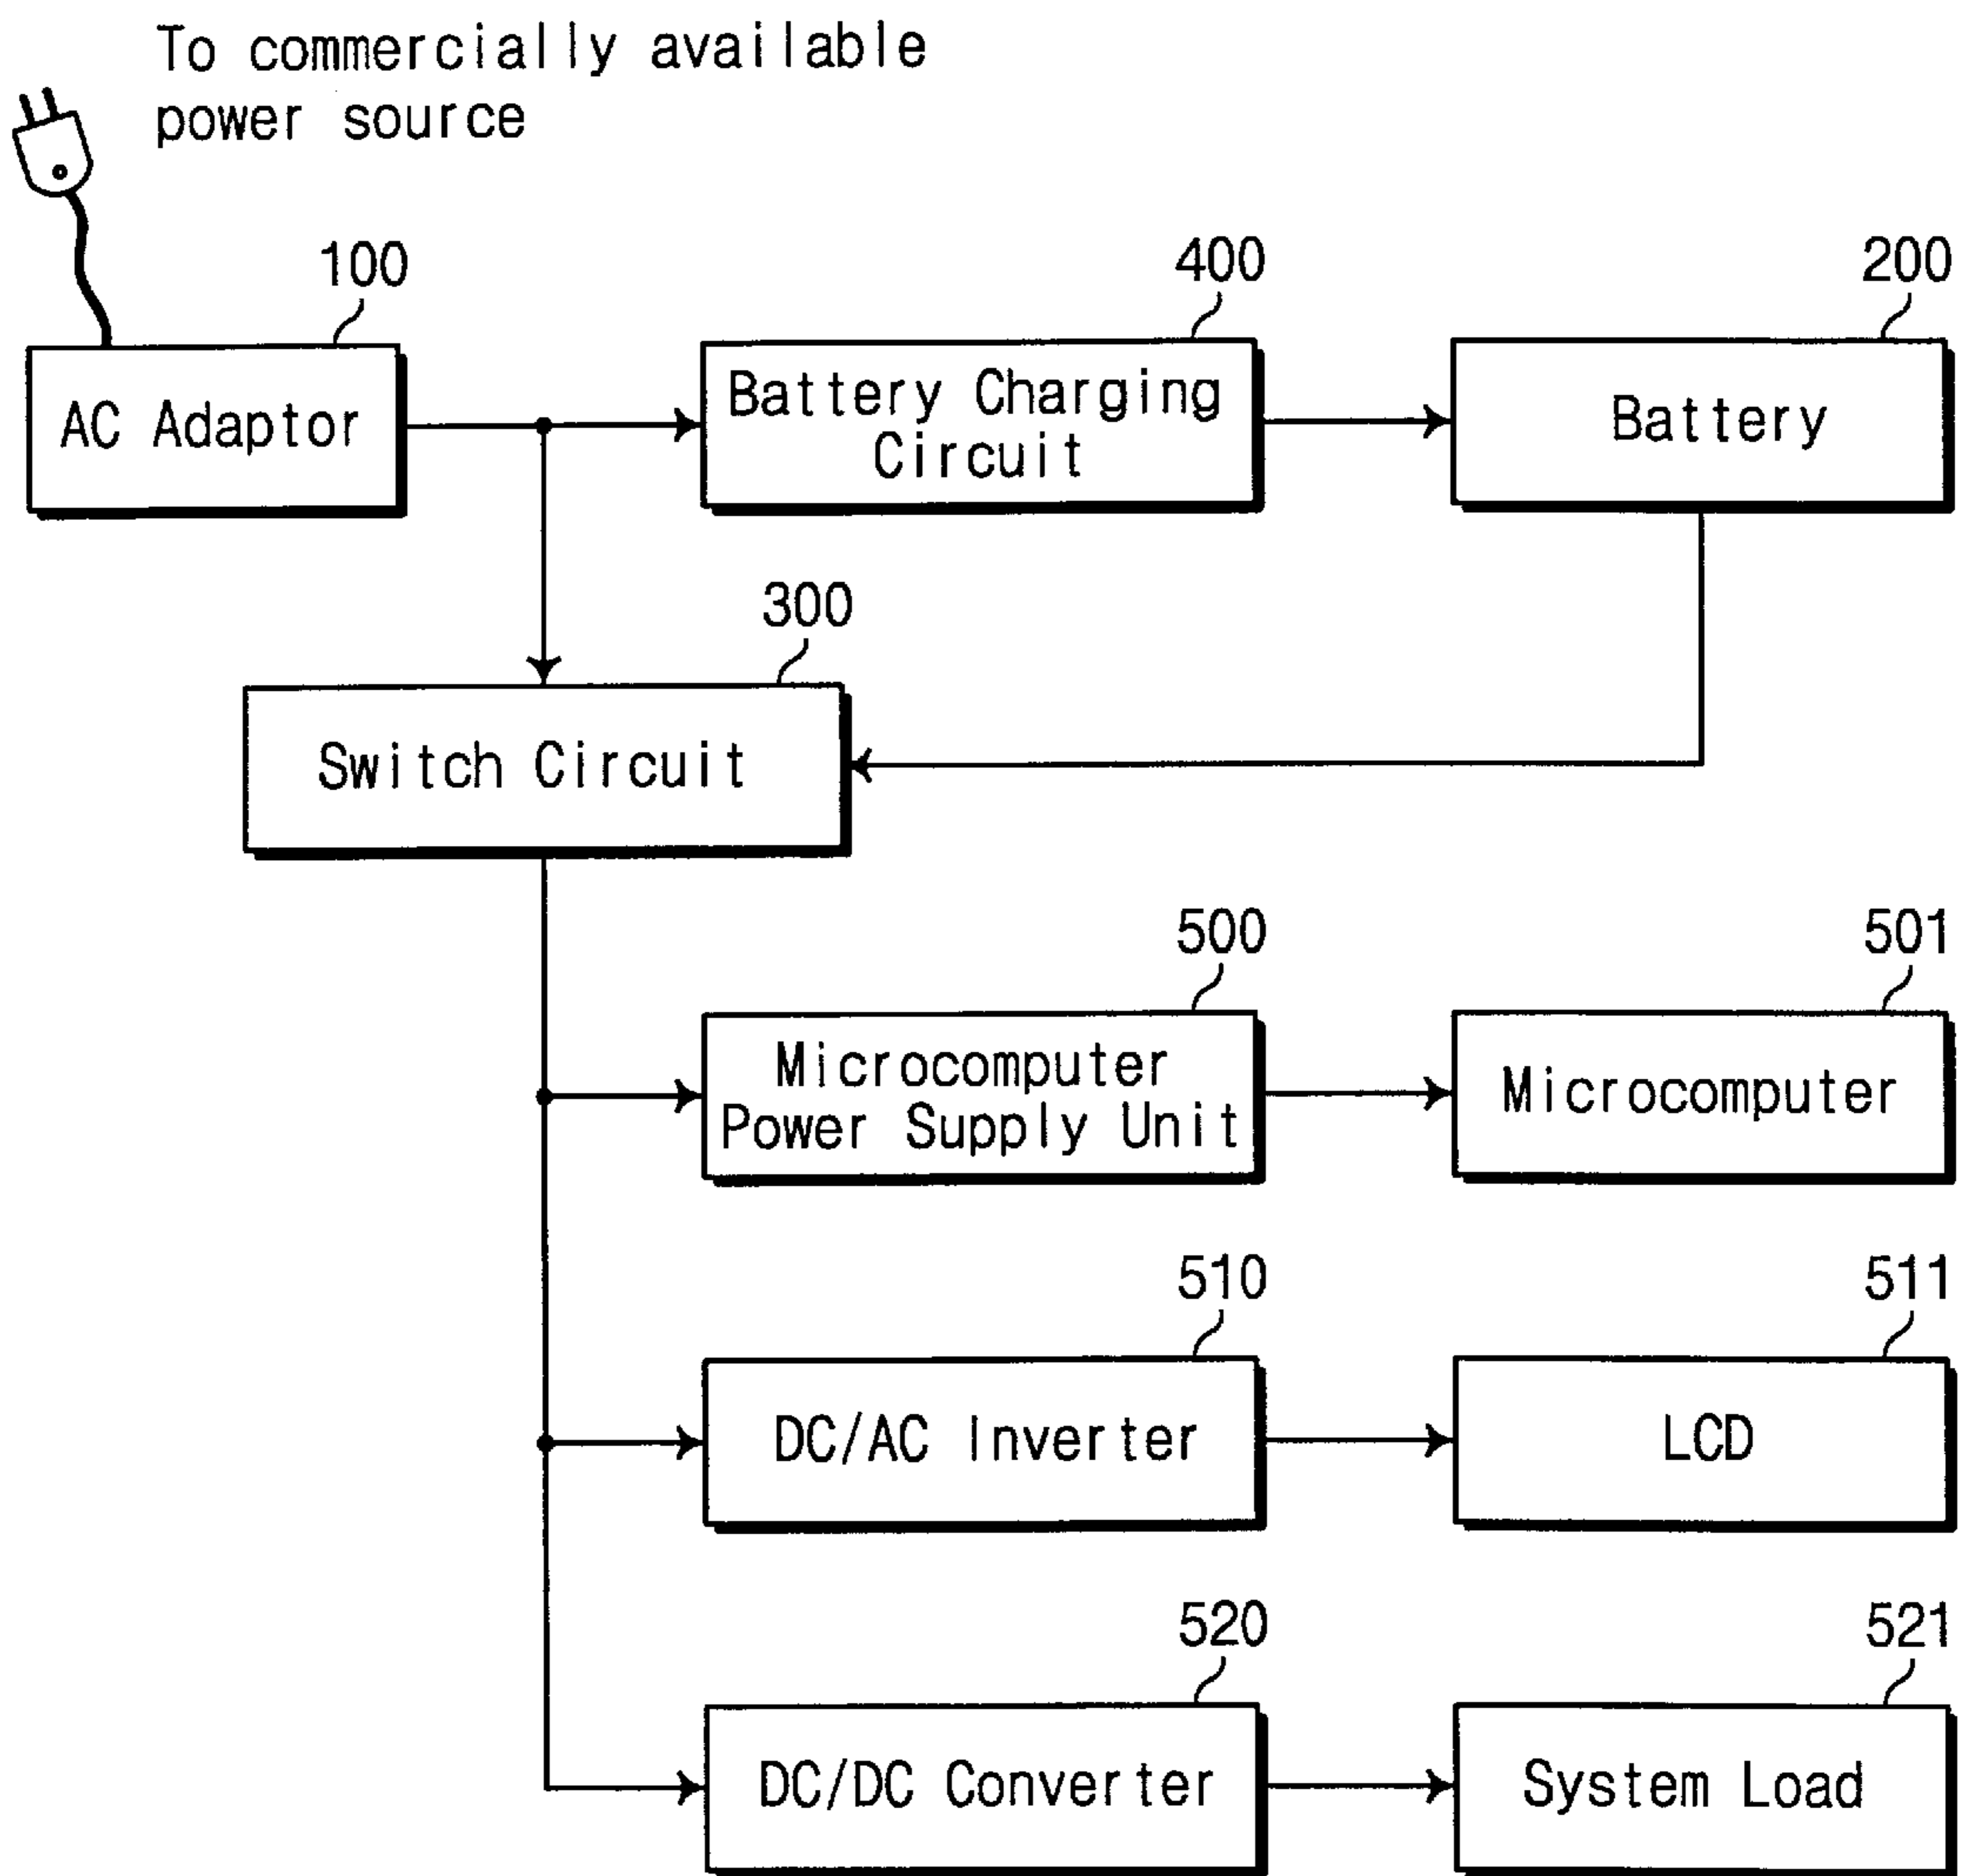 To commercially available
power source
100
400
200
AC Adaptor
Battery Charging
Circuit
Battery
300
Switch Circuit
500
501
Microcomputer
Power Supply Unit
Microcomputer
510
511
DC/AC Inverter
LCD
520
521
DC/DC Converter
System Load